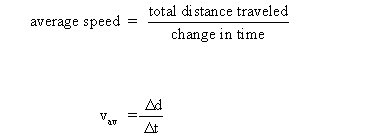 average speed = total distance traveled / change in time
v_av = Δd / Δt